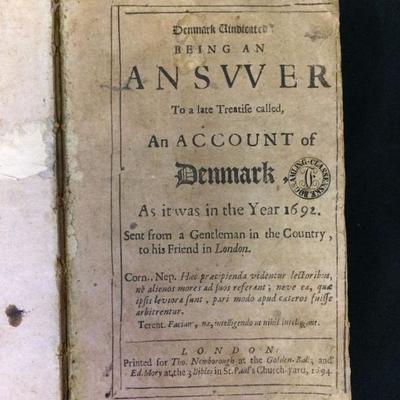 Denmark Vindicated:
BEING AN
ANSVVER
To a late Treatiſe called,
An ACCOUNT of
Denmark,
As it was in the Year 1692.
Sent from a Gentleman in the Country,
to his Friend in London.
Corn. Nep. Hæc præcipienda videntur lectoribus,
nè alienos mores ad ſuos referant; neve ea, quæ
ipſis leviora ſunt, pari modo apud cæteros fuiſſe
arbitrentur.
Terent. næ, intelligendo ut nihil intelligant.
LONDON:
Printed for Tho. Newborough at the Golden-Ball; and
Ed. Mory at the 3 Bibles in St. Paul's Church-yard, 1694.